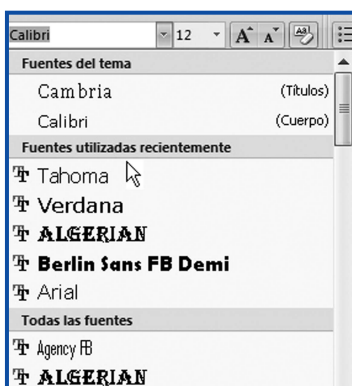 Calibri 12 A A AB
Fuentes del tema
Cambria (Títulos)
Calibri (Cuerpo)
Fuentes utilizadas recientemente
Tahoma
Verdana
ALGERIAN
Berlin Sans FB Demi
Arial
Todas las fuentes
Agency FB
ALGERIAN